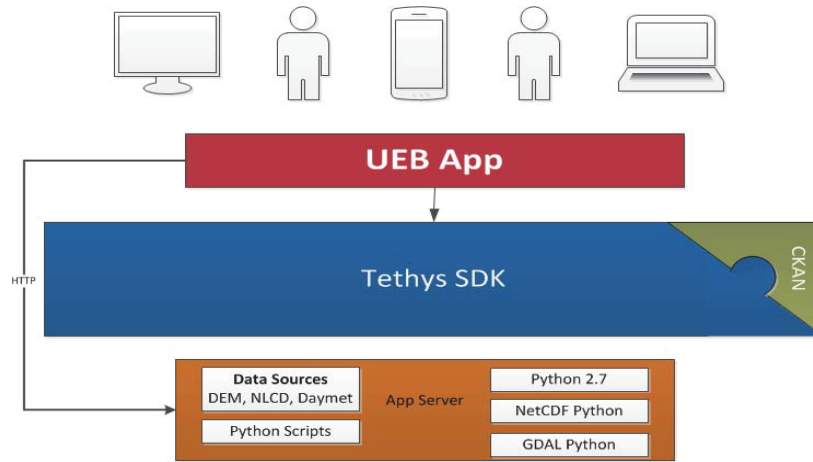 UEB App
HTTP
Tethys SDK
CKAN
Data Sources
DEM, NLCD, Daymet
Python Scripts
App Server
Python 2.7
NetCDF Python
GDAL Python